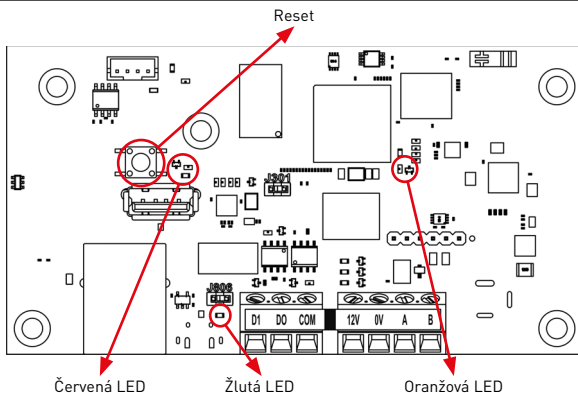 Reset
J301
J806
D1 D0 COM 12V 0V A B
Červená LED Žlutá LED Oranžová LED